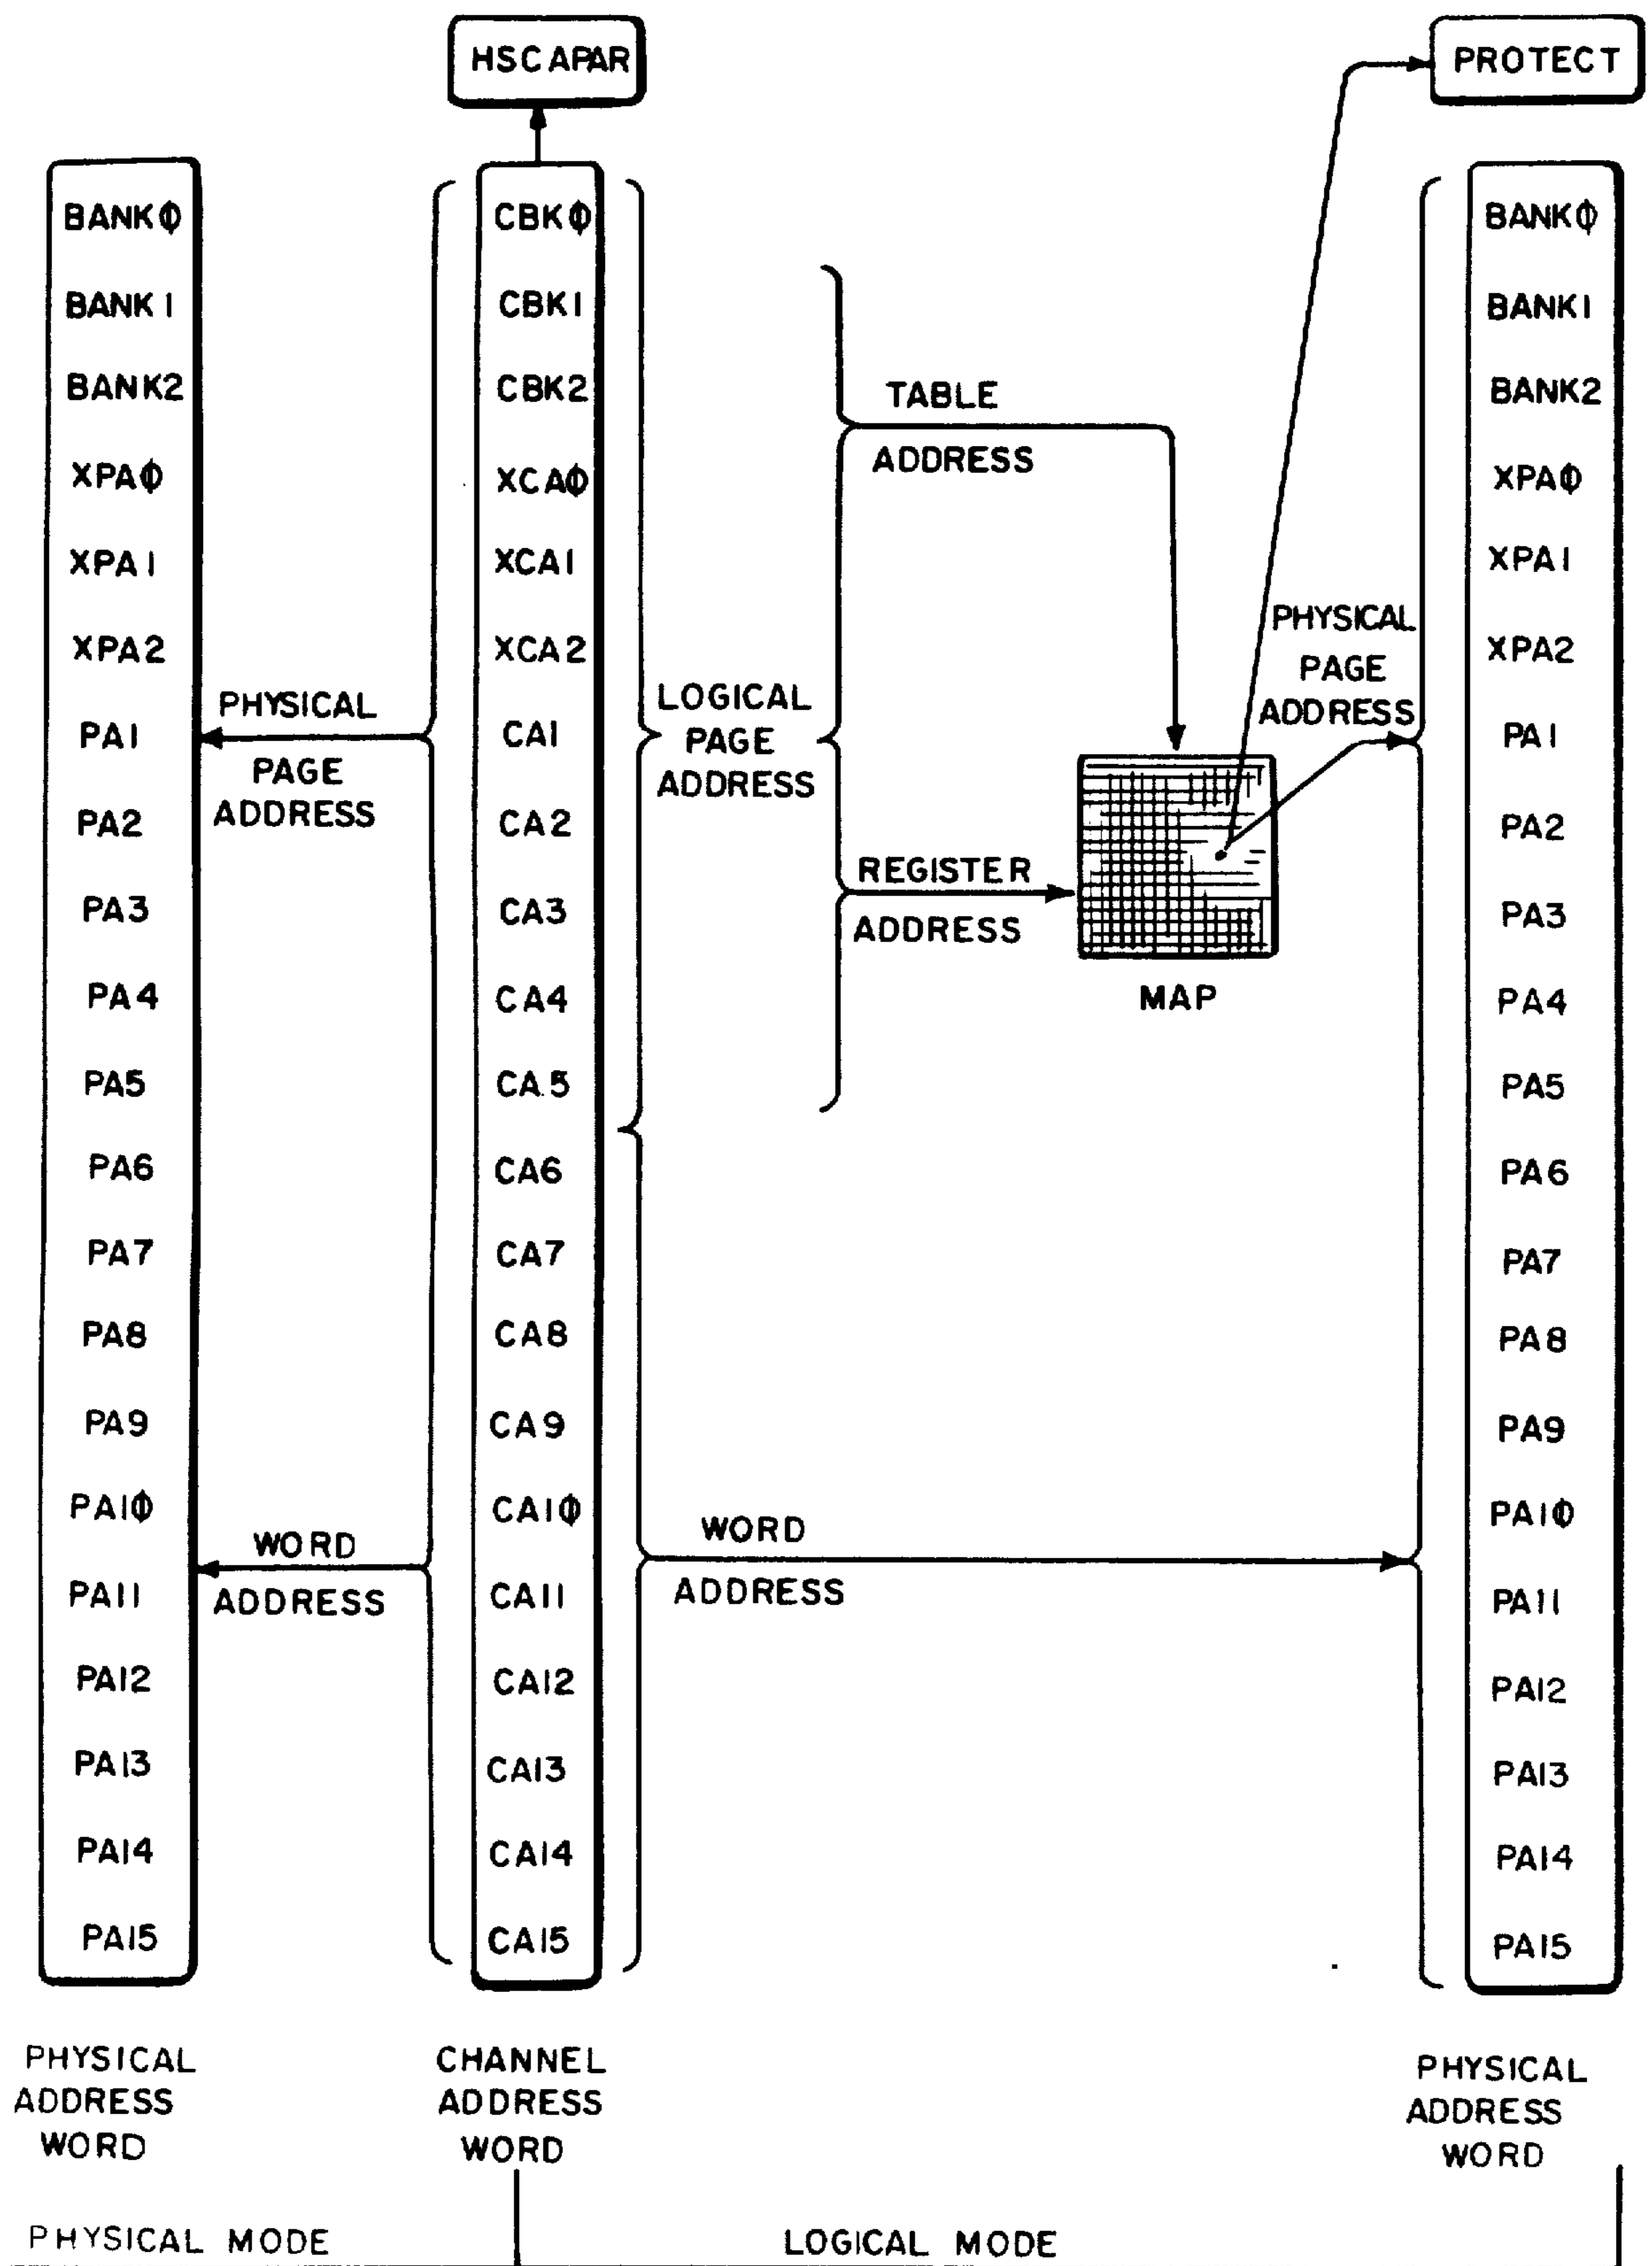 HSCAPAR
PROTECT
BANKΦ
BANK1
BANK2
XPAΦ
XPA1
XPA2
PA1
PA2
PA3
PA4
PA5
PA6
PA7
PA8
PA9
PA1Φ
PA11
PA12
PA13
PA14
PA15
PHYSICAL
ADDRESS
WORD
PHYSICAL
PAGE
ADDRESS
WORD
ADDRESS
CBKΦ
CBK1
CBK2
XCAΦ
XCA1
XCA2
CA1
CA2
CA3
CA4
CA5
CA6
CA7
CA8
CA9
CA1Φ
CA11
CA12
CA13
CA14
CA15
CHANNEL
ADDRESS
WORD
LOGICAL
PAGE
ADDRESS
TABLE
ADDRESS
REGISTER
ADDRESS
MAP
WORD
ADDRESS
PHYSICAL
PAGE
ADDRESS
BANKΦ
BANK1
BANK2
XPAΦ
XPA1
XPA2
PA1
PA2
PA3
PA4
PA5
PA6
PA7
PA8
PA9
PA1Φ
PA11
PA12
PA13
PA14
PA15
PHYSICAL
ADDRESS
WORD
PHYSICAL MODE
LOGICAL MODE